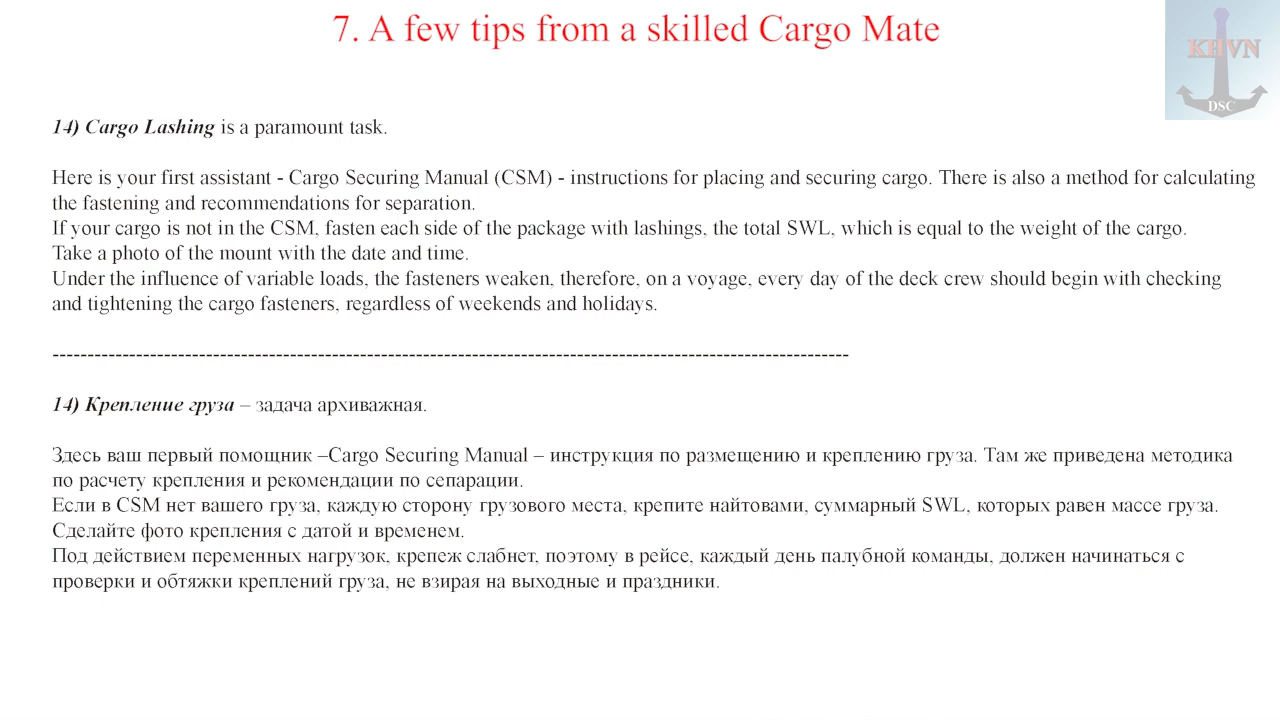 7. A few tips from a skilled Cargo Mate
KHVN
DSC
14) Cargo Lashing is a paramount task.
Here is your first assistant - Cargo Securing Manual (CSM) - instructions for placing and securing cargo. There is also a method for calculating
the fastening and recommendations for separation.
If your cargo is not in the CSM, fasten each side of the package with lashings, the total SWL, which is equal to the weight of the cargo.
Take a photo of the mount with the date and time.
Under the influence of variable loads, the fasteners weaken, therefore, on a voyage, every day of the deck crew should begin with checking
and tightening the cargo fasteners, regardless of weekends and holidays.
------------------------------------------------------------------------------------------------------------------
14) Крепление груза – задача архиважная.
Здесь ваш первый помощник –Cargo Securing Manual – инструкция по размещению и креплению груза. Там же приведена методика
по расчету крепления и рекомендации по сепарации.
Если в CSM нет вашего груза, каждую сторону грузового места, крепите найтовами, суммарный SWL, которых равен массе груза.
Сделайте фото крепления с датой и временем.
Под действием переменных нагрузок, крепеж слабнет, поэтому в рейсе, каждый день палубной команды, должен начинаться с
проверки и обтяжки креплений груза, не взирая на выходные и праздники.